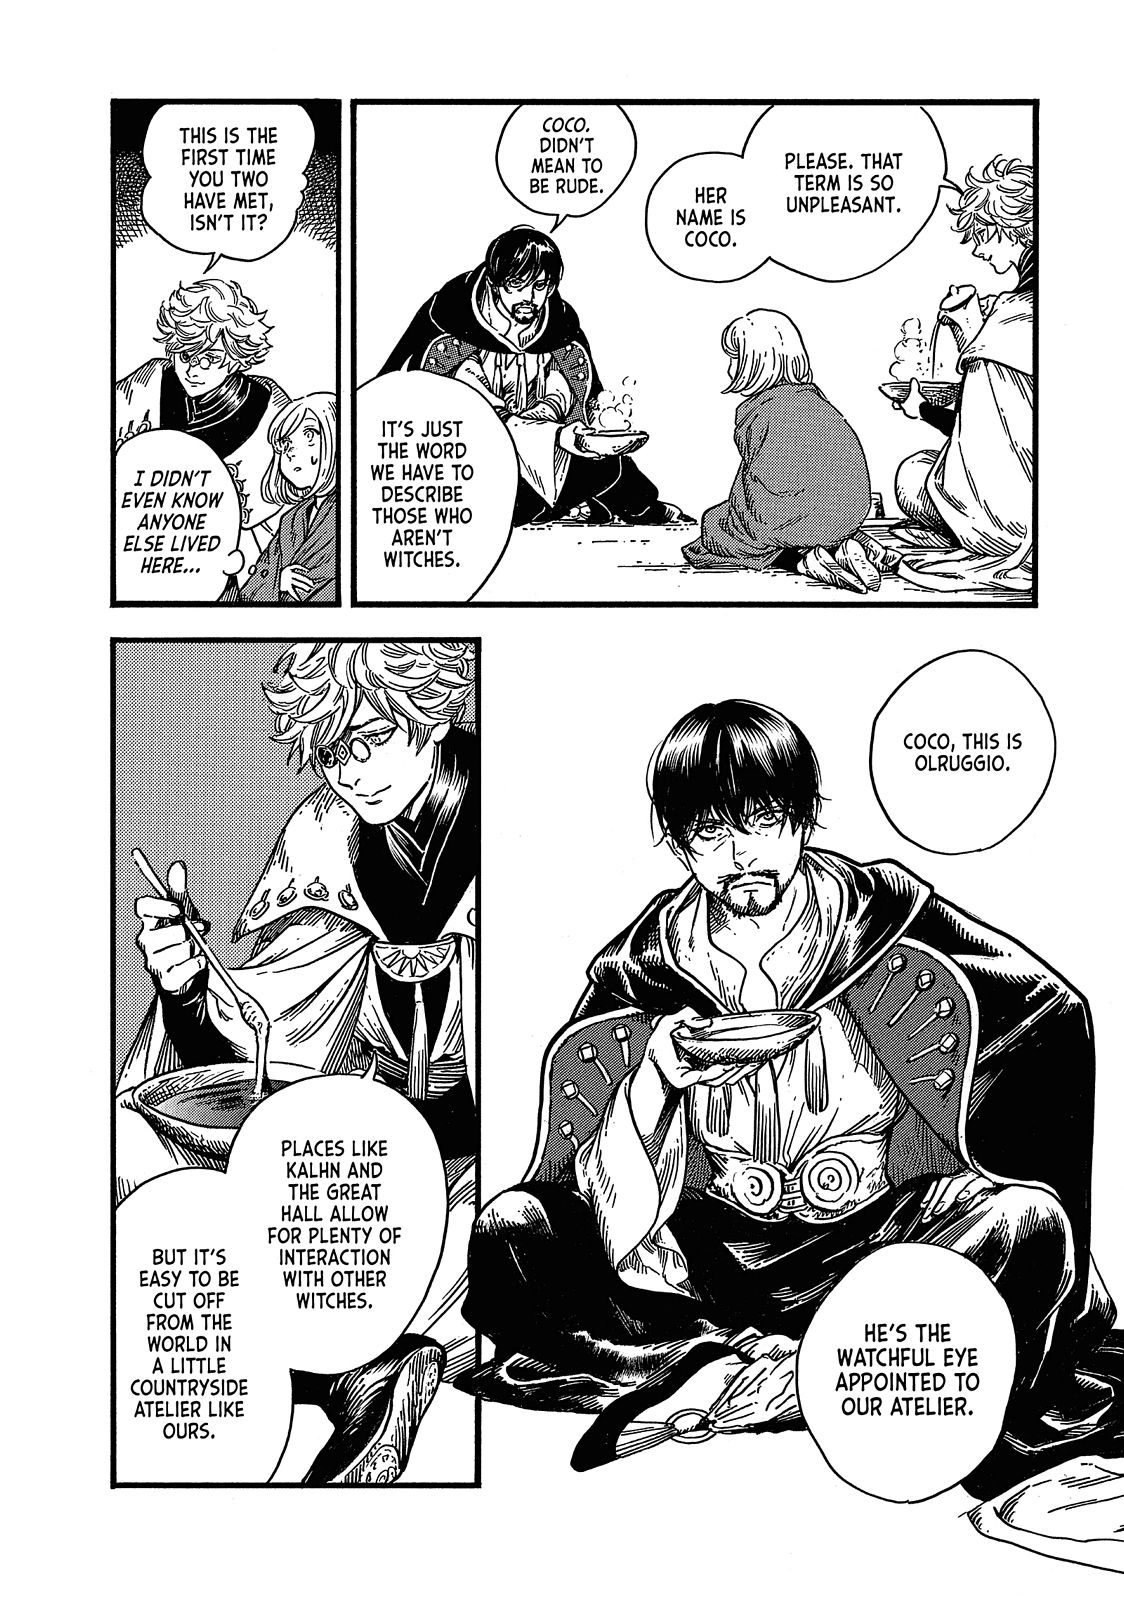 PLEASE. THAT
TERM IS SO
UNPLEASANT.
HER
NAME IS
COCO.
COCO.
DIDN'T
MEAN TO
BE RUDE.
IT'S JUST
THE WORD
WE HAVE TO
DESCRIBE
THOSE WHO
AREN'T
WITCHES.
THIS IS THE
FIRST TIME
YOU TWO
HAVE MET,
ISN'T IT?
I DIDN'T
EVEN KNOW
ANYONE
ELSE LIVED
HERE...
COCO, THIS IS
OLRUGGIO.
HE'S THE
WATCHFUL EYE
APPOINTED TO
OUR ATELIER.
PLACES LIKE
KALHN AND
THE GREAT
HALL ALLOW
FOR PLENTY OF
INTERACTION
WITH OTHER
WITCHES.
BUT IT'S
EASY TO BE
CUT OFF
FROM THE
WORLD IN
A LITTLE
COUNTRYSIDE
ATELIER LIKE
OURS.